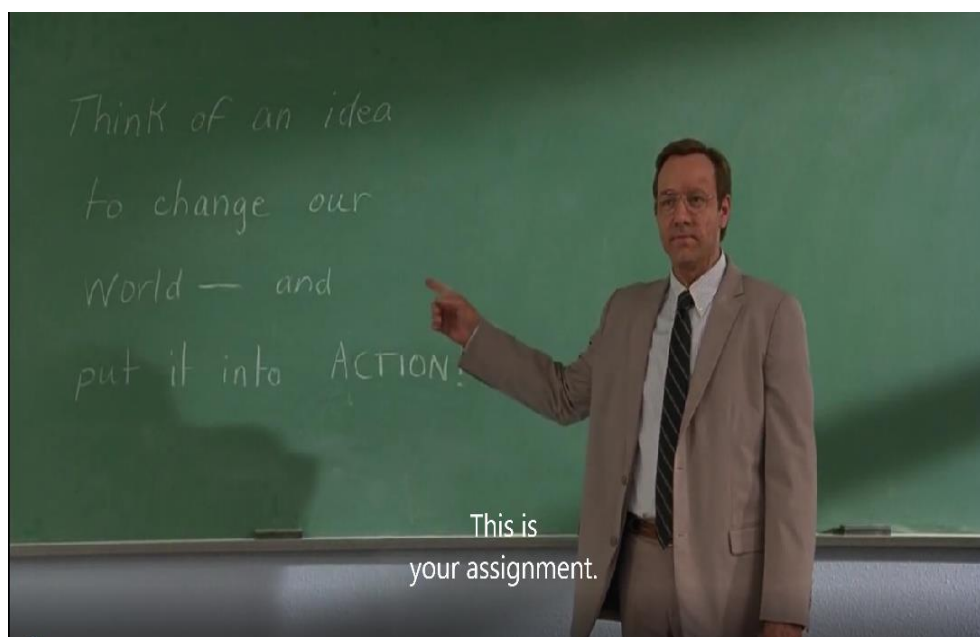 Think of an idea
to change our
world — and
put it into ACTION!
This is
your assignment.